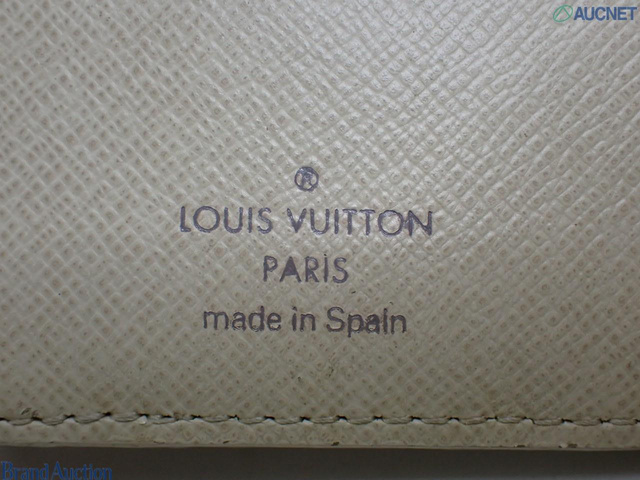 AUCNET
®
LOUIS VUITTON
PARIS
made in Spain
Brand Auction